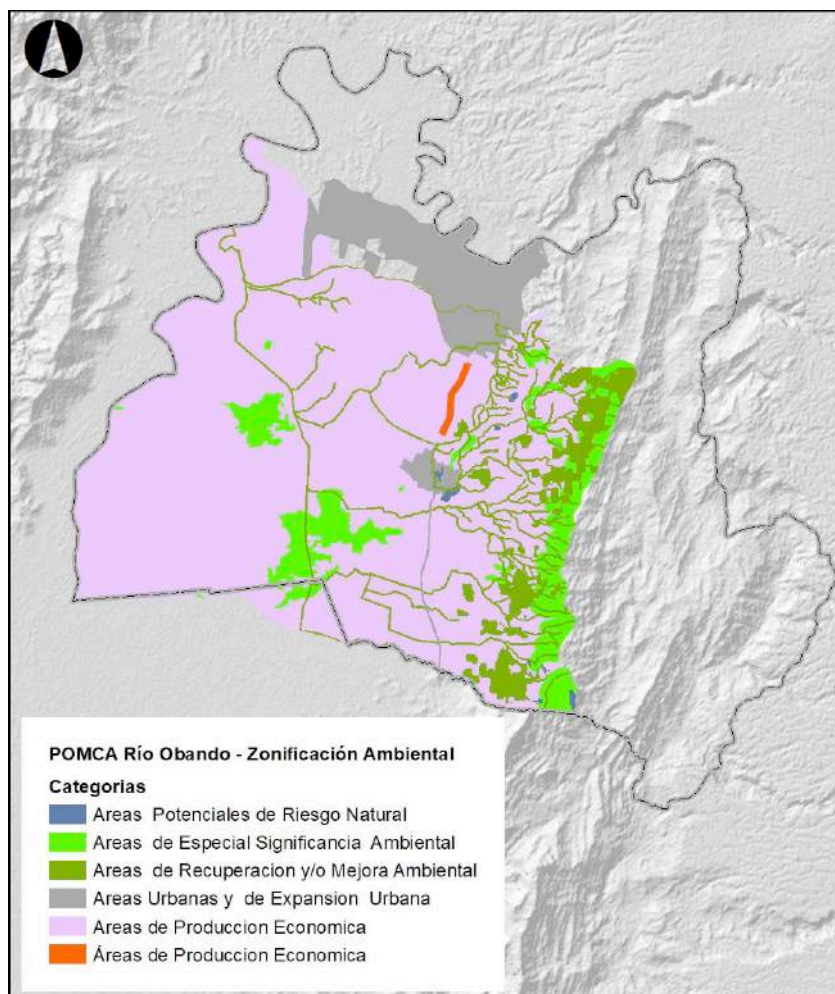 POMCA Río Obando - Zonificación Ambiental
Categorias
Areas Potenciales de Riesgo Natural
Areas de Especial Significancia Ambiental
Areas de Recuperacion y/o Mejora Ambiental
Areas Urbanas y de Expansion Urbana
Areas de Produccion Economica
Áreas de Produccion Economica